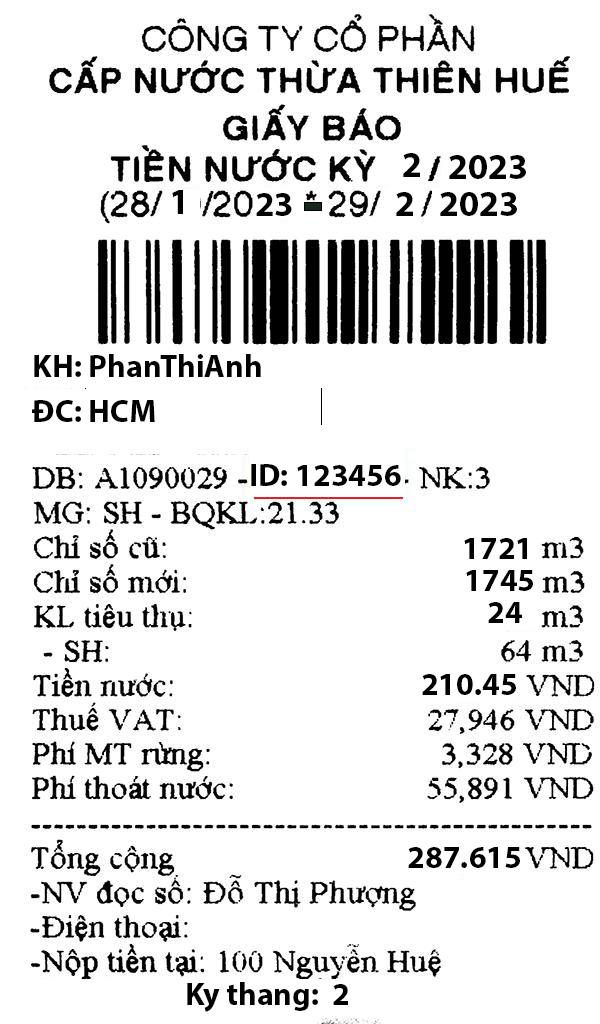 CÔNG TY CỔ PHẦN
CẤP NƯỚC THỪA THIÊN HUẾ
GIẤY BÁO
TIỀN NƯỚC KỲ 2/2023
(28/1/2023 - 29/2/2023
KH: PhanThiAnh
ĐC: HCM
DB: A1090029 - ID: 123456. NK:3
MG: SH - BQKL:21.33
Chỉ số cũ: 1721 m3
Chỉ số mới: 1745 m3
KL tiêu thụ: 24 m3
- SH: 64 m3
Tiền nước: 210.45 VND
Thuế VAT: 27,946 VND
Phí MT rừng: 3,328 VND
Phí thoát nước: 55,891 VND
Tổng cộng 287.615 VND
-NV đọc số: Đỗ Thị Phượng
-Điện thoại:
-Nộp tiền tại: 100 Nguyễn Huệ
Ky thang: 2